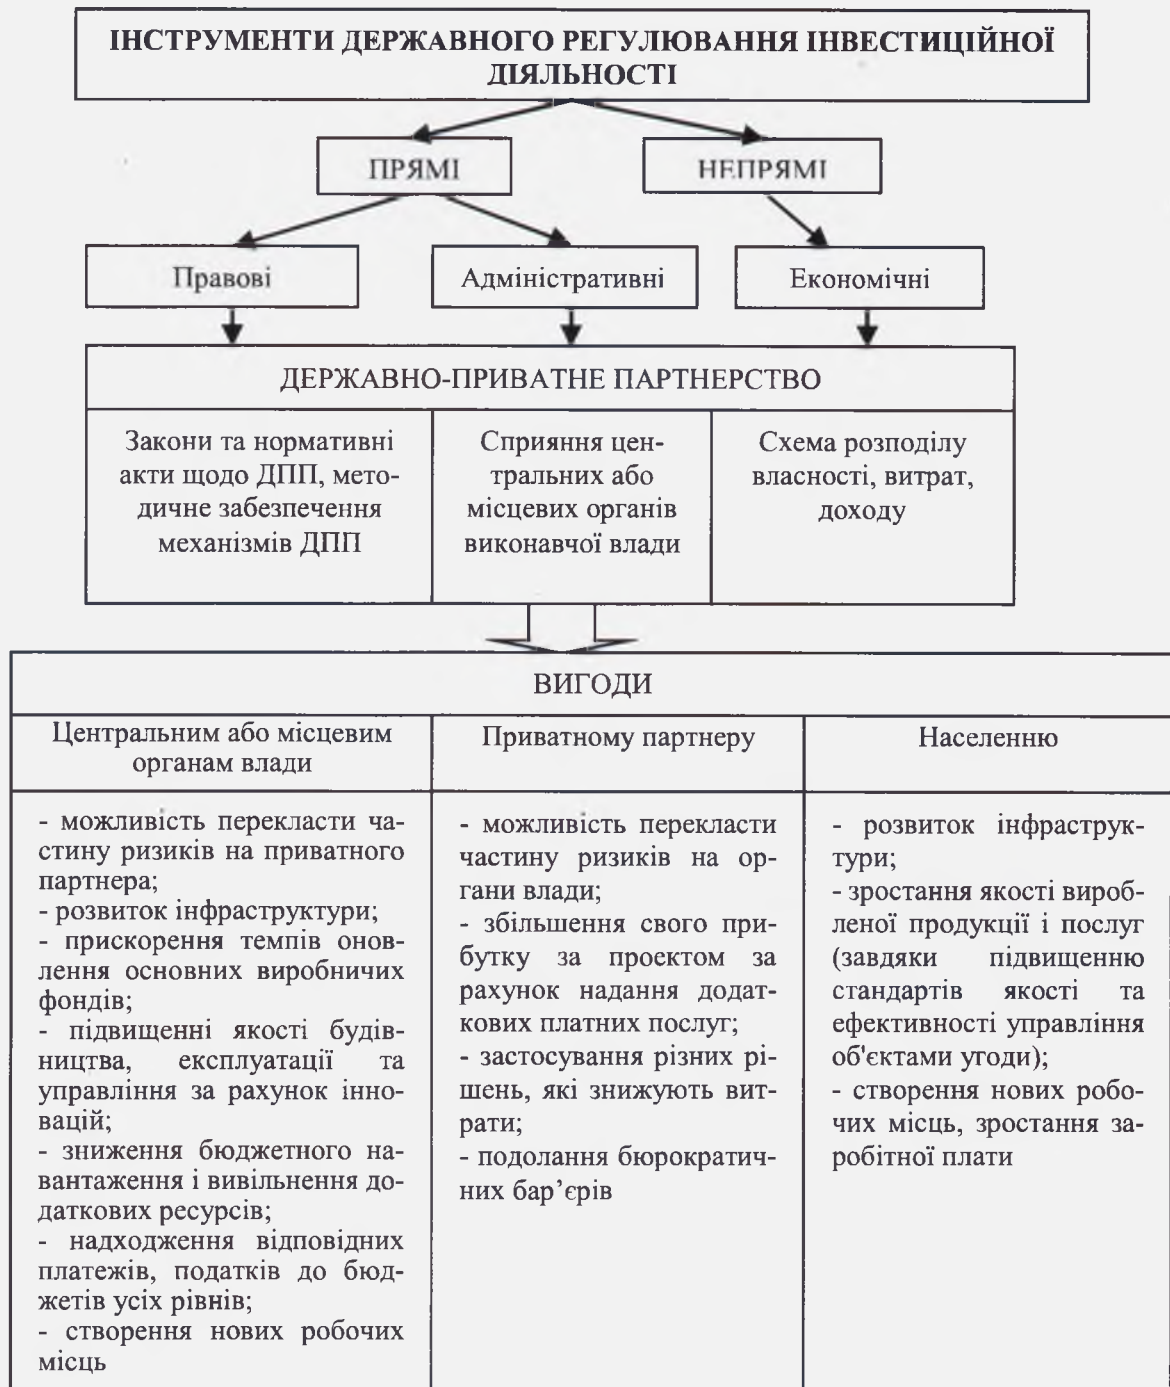 ІНСТРУМЕНТИ ДЕРЖАВНОГО РЕГУЛЮВАННЯ ІНВЕСТИЦІЙНОЇ
ДІЯЛЬНОСТІ
ПРЯМІ
НЕПРЯМІ
Правові
Адміністративні
Економічні
ДЕРЖАВНО-ПРИВАТНЕ ПАРТНЕРСТВО
Закони та нормативні
акти щодо ДПП, мето-
дичне забезпечення
механізмів ДПП
Сприяння цен-
тральних або
місцевих органів
виконавчої влади
Схема розподілу
власності, витрат,
доходу
ВИГОДИ
Центральним або місцевим
органам влади
Приватному партнеру
Населенню
- можливість перекласти ча-
стину ризиків на приватного
партнера;
- розвиток інфраструктури;
- прискорення темпів онов-
лення основних виробничих
фондів;
- підвищенні якості будів-
ництва, експлуатації та
управління за рахунок інно-
вацій;
- зниження бюджетного на-
вантаження і вивільнення до-
даткових ресурсів;
- надходження відповідних
платежів, податків до бюд-
жетів усіх рівнів;
- створення нових робочих
місць
- можливість перекласти
частину ризиків на ор-
гани влади;
- збільшення свого при-
бутку за проектом за
рахунок надання додат-
кових платних послуг;
- застосування різних рі-
шень, які знижують вит-
рати;
- подолання бюрократич-
них бар’єрів
- розвиток інфраструк-
тури;
- зростання якості вироб-
леної продукції і послуг
(завдяки підвищенню
стандартів якості та
ефективності управління
об'єктами угоди);
- створення нових робо-
чих місць, зростання за-
робітної плати